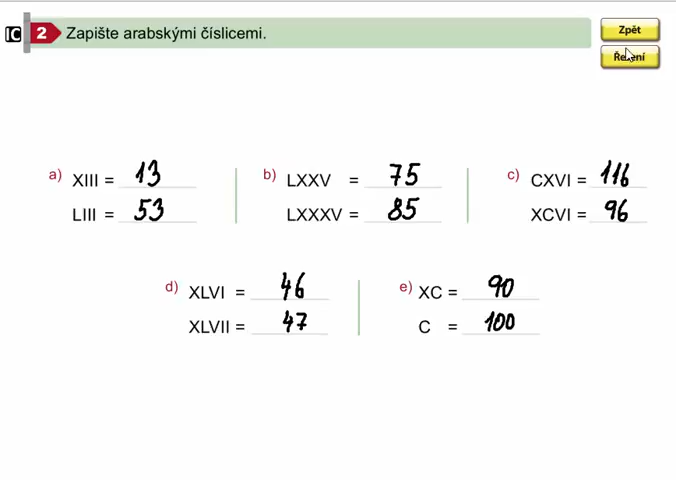 IC 2 Zapište arabskými číslicemi. Zpět
Řešení
a) XIII = 13 b) LXXV = 75 c) CXVI = 116
LIII = 53 LXXXV = 85 XCVI = 96
d) XLVI = 46 e) XC = 90
XLVII = 47 C = 100